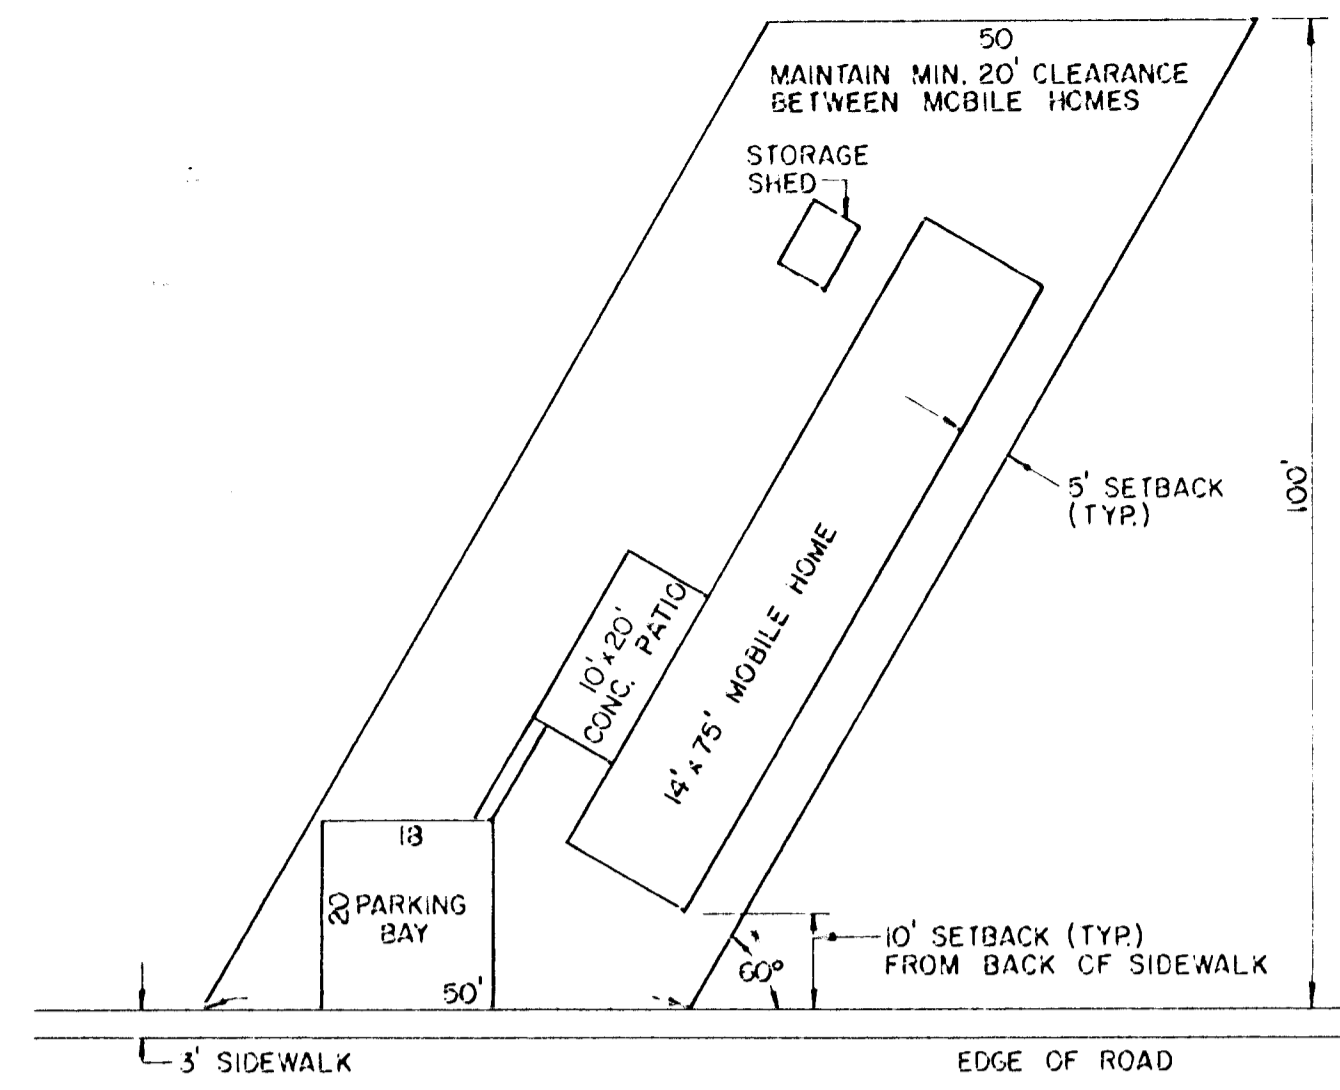 50
MAINTAIN MIN. 20' CLEARANCE
BETWEEN MOBILE HOMES
STORAGE
SHED
100'
5' SETBACK
(TYP.)
14' x 75' MOBILE HOME
10' x 20'
CONC. PATIO
18
20
PARKING
BAY
50'
60°
10' SETBACK (TYP.)
FROM BACK OF SIDEWALK
3' SIDEWALK
EDGE OF ROAD